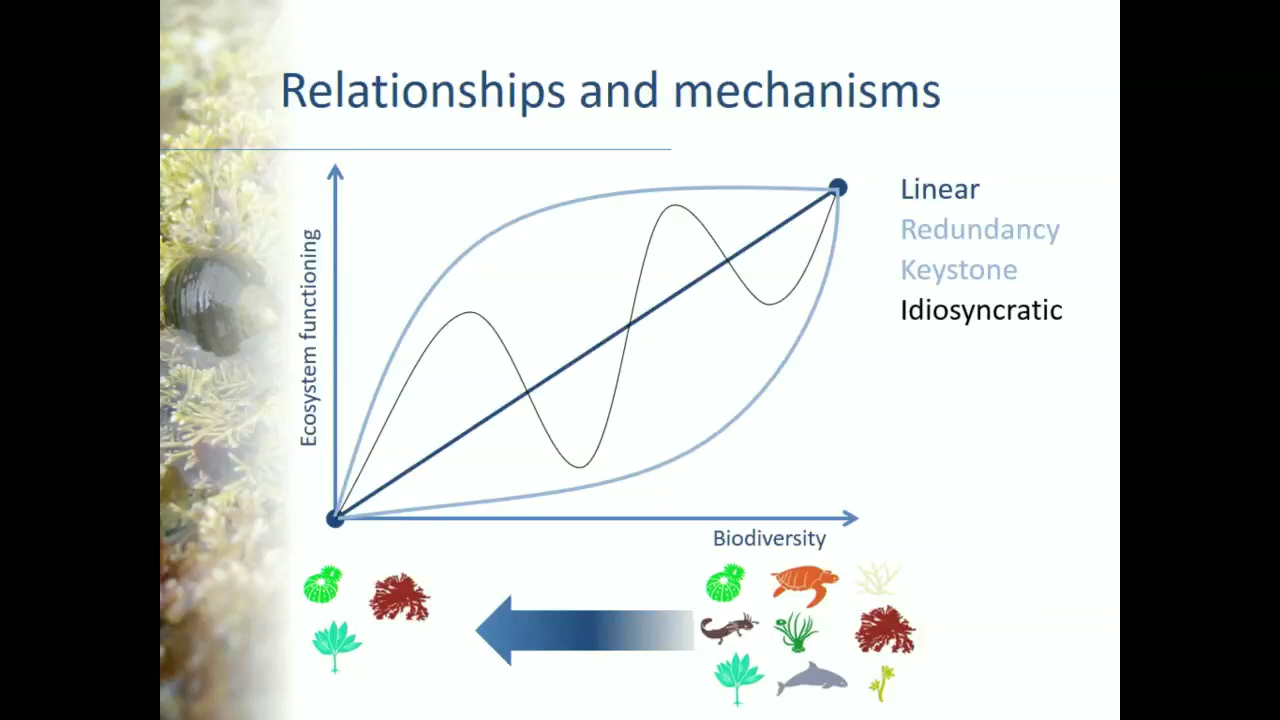 Relationships and mechanisms
Ecosystem functioning
Linear
Redundancy
Keystone
Idiosyncratic
Biodiversity